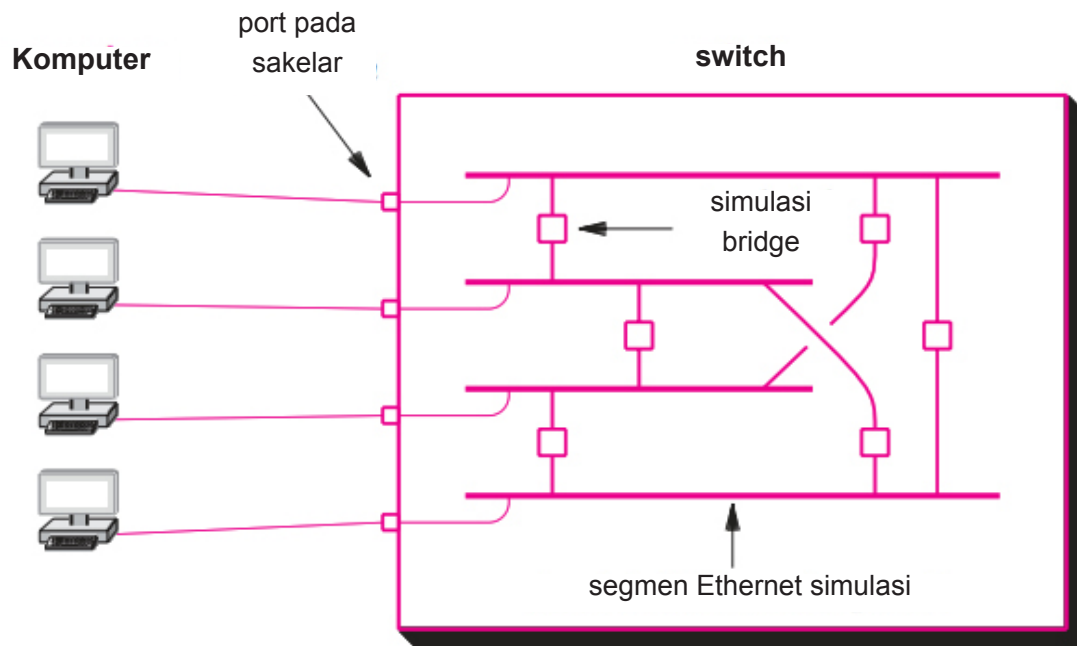 port pada
sakelar
Komputer
switch
simulasi
bridge
segmen Ethernet simulasi